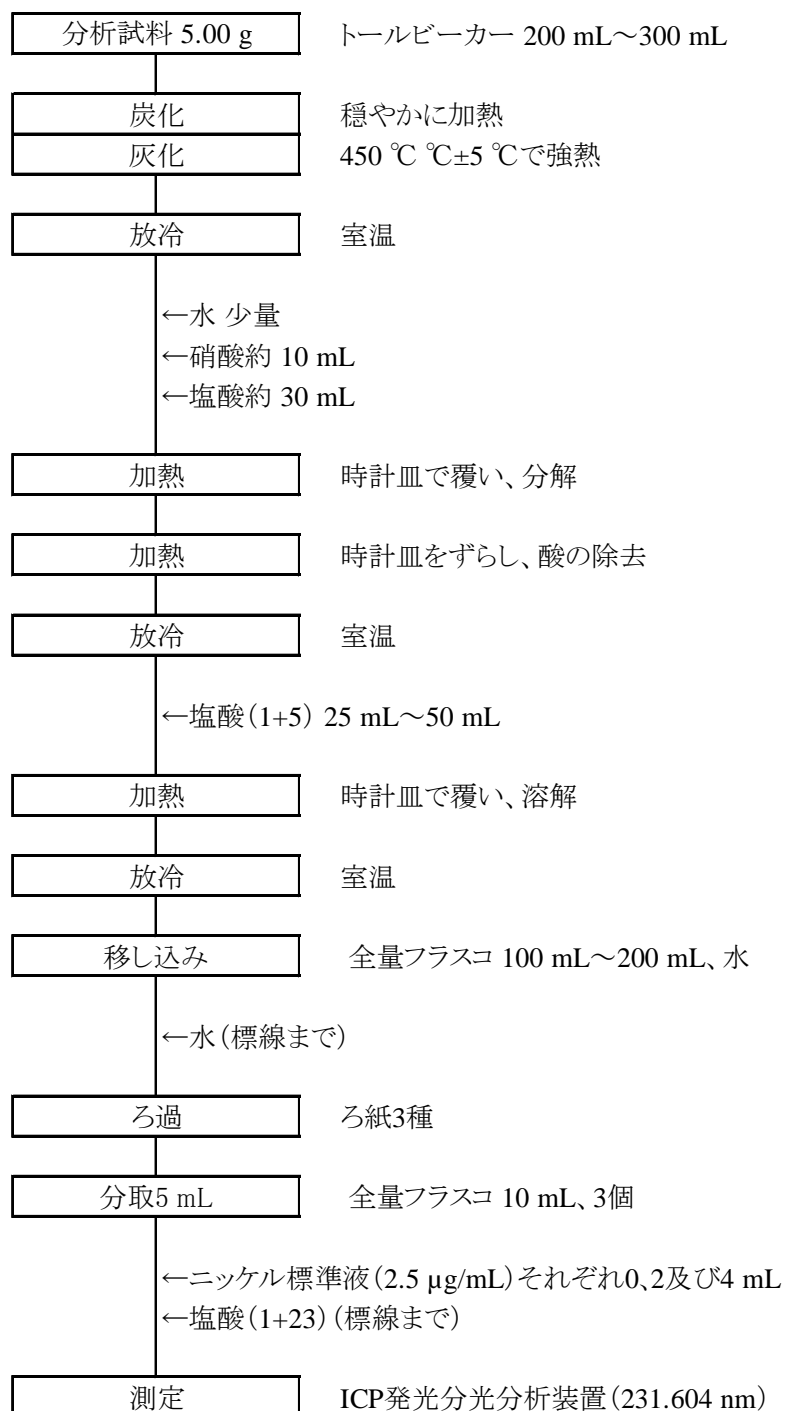 分析試料 5.00 g　トールビーカー 200 mL～300 mL
炭化　穏やかに加熱
灰化　450 ℃ ℃±5 ℃で強熱
放冷　室温
←水 少量
←硝酸約 10 mL
←塩酸約 30 mL
加熱　時計皿で覆い、分解
加熱　時計皿をずらし、酸の除去
放冷　室温
←塩酸（1+5） 25 mL～50 mL
加熱　時計皿で覆い、溶解
放冷　室温
移し込み　全量フラスコ 100 mL～200 mL、水
←水（標線まで）
ろ過　ろ紙3種
分取5 mL　全量フラスコ 10 mL、3個
←ニッケル標準液（2.5 µg/mL）それぞれ0、2及び4 mL
←塩酸（1+23）（標線まで）
測定　ICP発光分光分析装置（231.604 nm）